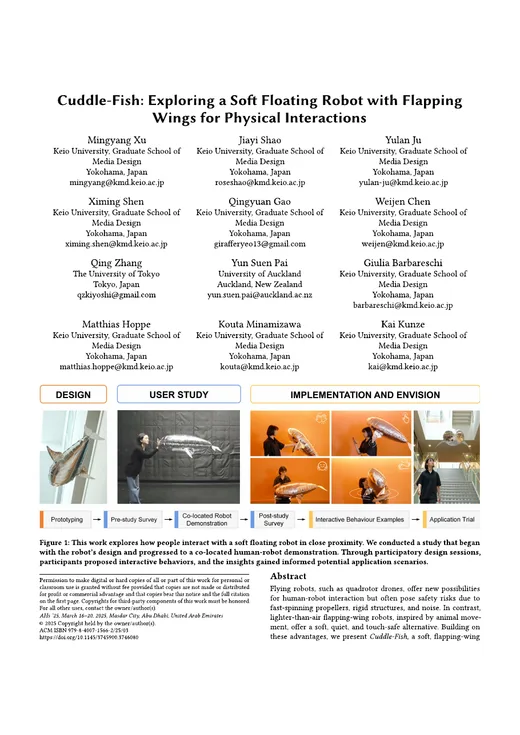 Cuddle-Fish: Exploring a Soft Floating Robot with Flapping
Wings for Physical Interactions
Mingyang Xu
Keio University, Graduate School of
Media Design
Yokohama, Japan
mingyang@kmd.keio.ac.jp
Jiayi Shao
Keio University, Graduate School of
Media Design
Yokohama, Japan
roseshao@kmd.keio.ac.jp
Yulan Ju
Keio University, Graduate School of
Media Design
Yokohama, Japan
yulan-ju@kmd.keio.ac.jp
Ximing Shen
Keio University, Graduate School of
Media Design
Yokohama, Japan
ximing.shen@kmd.keio.ac.jp
Qingyuan Gao
Keio University, Graduate School of
Media Design
Yokohama, Japan
girafferyeo13@gmail.com
Weijen Chen
Keio University, Graduate School of
Media Design
Yokohama, Japan
weijen@kmd.keio.ac.jp
Qing Zhang
The University of Tokyo
Tokyo, Japan
qzkiyoshi@gmail.com
Yun Suen Pai
University of Auckland
Auckland, New Zealand
yun.suen.pai@auckland.ac.nz
Giulia Barbareschi
Keio University, Graduate School of
Media Design
Yokohama, Japan
barbareschi@kmd.keio.ac.jp
Matthias Hoppe
Keio University, Graduate School of
Media Design
Yokohama, Japan
matthias.hoppe@kmd.keio.ac.jp
Kouta Minamizawa
Keio University, Graduate School of
Media Design
Yokohama, Japan
kouta@kmd.keio.ac.jp
Kai Kunze
Keio University, Graduate School of
Media Design
Yokohama, Japan
kai@kmd.keio.ac.jp
DESIGN
USER STUDY
IMPLEMENTATION AND ENVISION
Prototyping
Pre-study Survey
Co-located Robot
Demonstration
Post-study
Survey
Interactive Behaviour Examples
Application Trial
Figure 1: This work explores how people interact with a soft floating robot in close proximity. We conducted a study that began
with the robot's design and progressed to a co-located human-robot demonstration. Through participatory design sessions,
participants proposed interactive behaviors, and the insights gained informed potential application scenarios.
Permission to make digital or hard copies of all or part of this work for personal or
classroom use is granted without fee provided that copies are not made or distributed
for profit or commercial advantage and that copies bear this notice and the full citation
on the first page. Copyrights for third-party components of this work must be honored.
For all other uses, contact the owner/author(s).
AHs '25, March 16–20, 2025, Masdar City, Abu Dhabi, United Arab Emirates
© 2025 Copyright held by the owner/author(s).
Abstract
Flying robots, such as quadrotor drones, offer new possibilities
for human-robot interaction but often pose safety risks due to
fast-spinning propellers, rigid structures, and noise. In contrast,
lighter-than-air flapping-wing robots, inspired by animal move-
ment, offer a soft, quiet, and touch-safe alternative. Building on
these advantages, we present Cuddle-Fish, a soft, flapping-wing